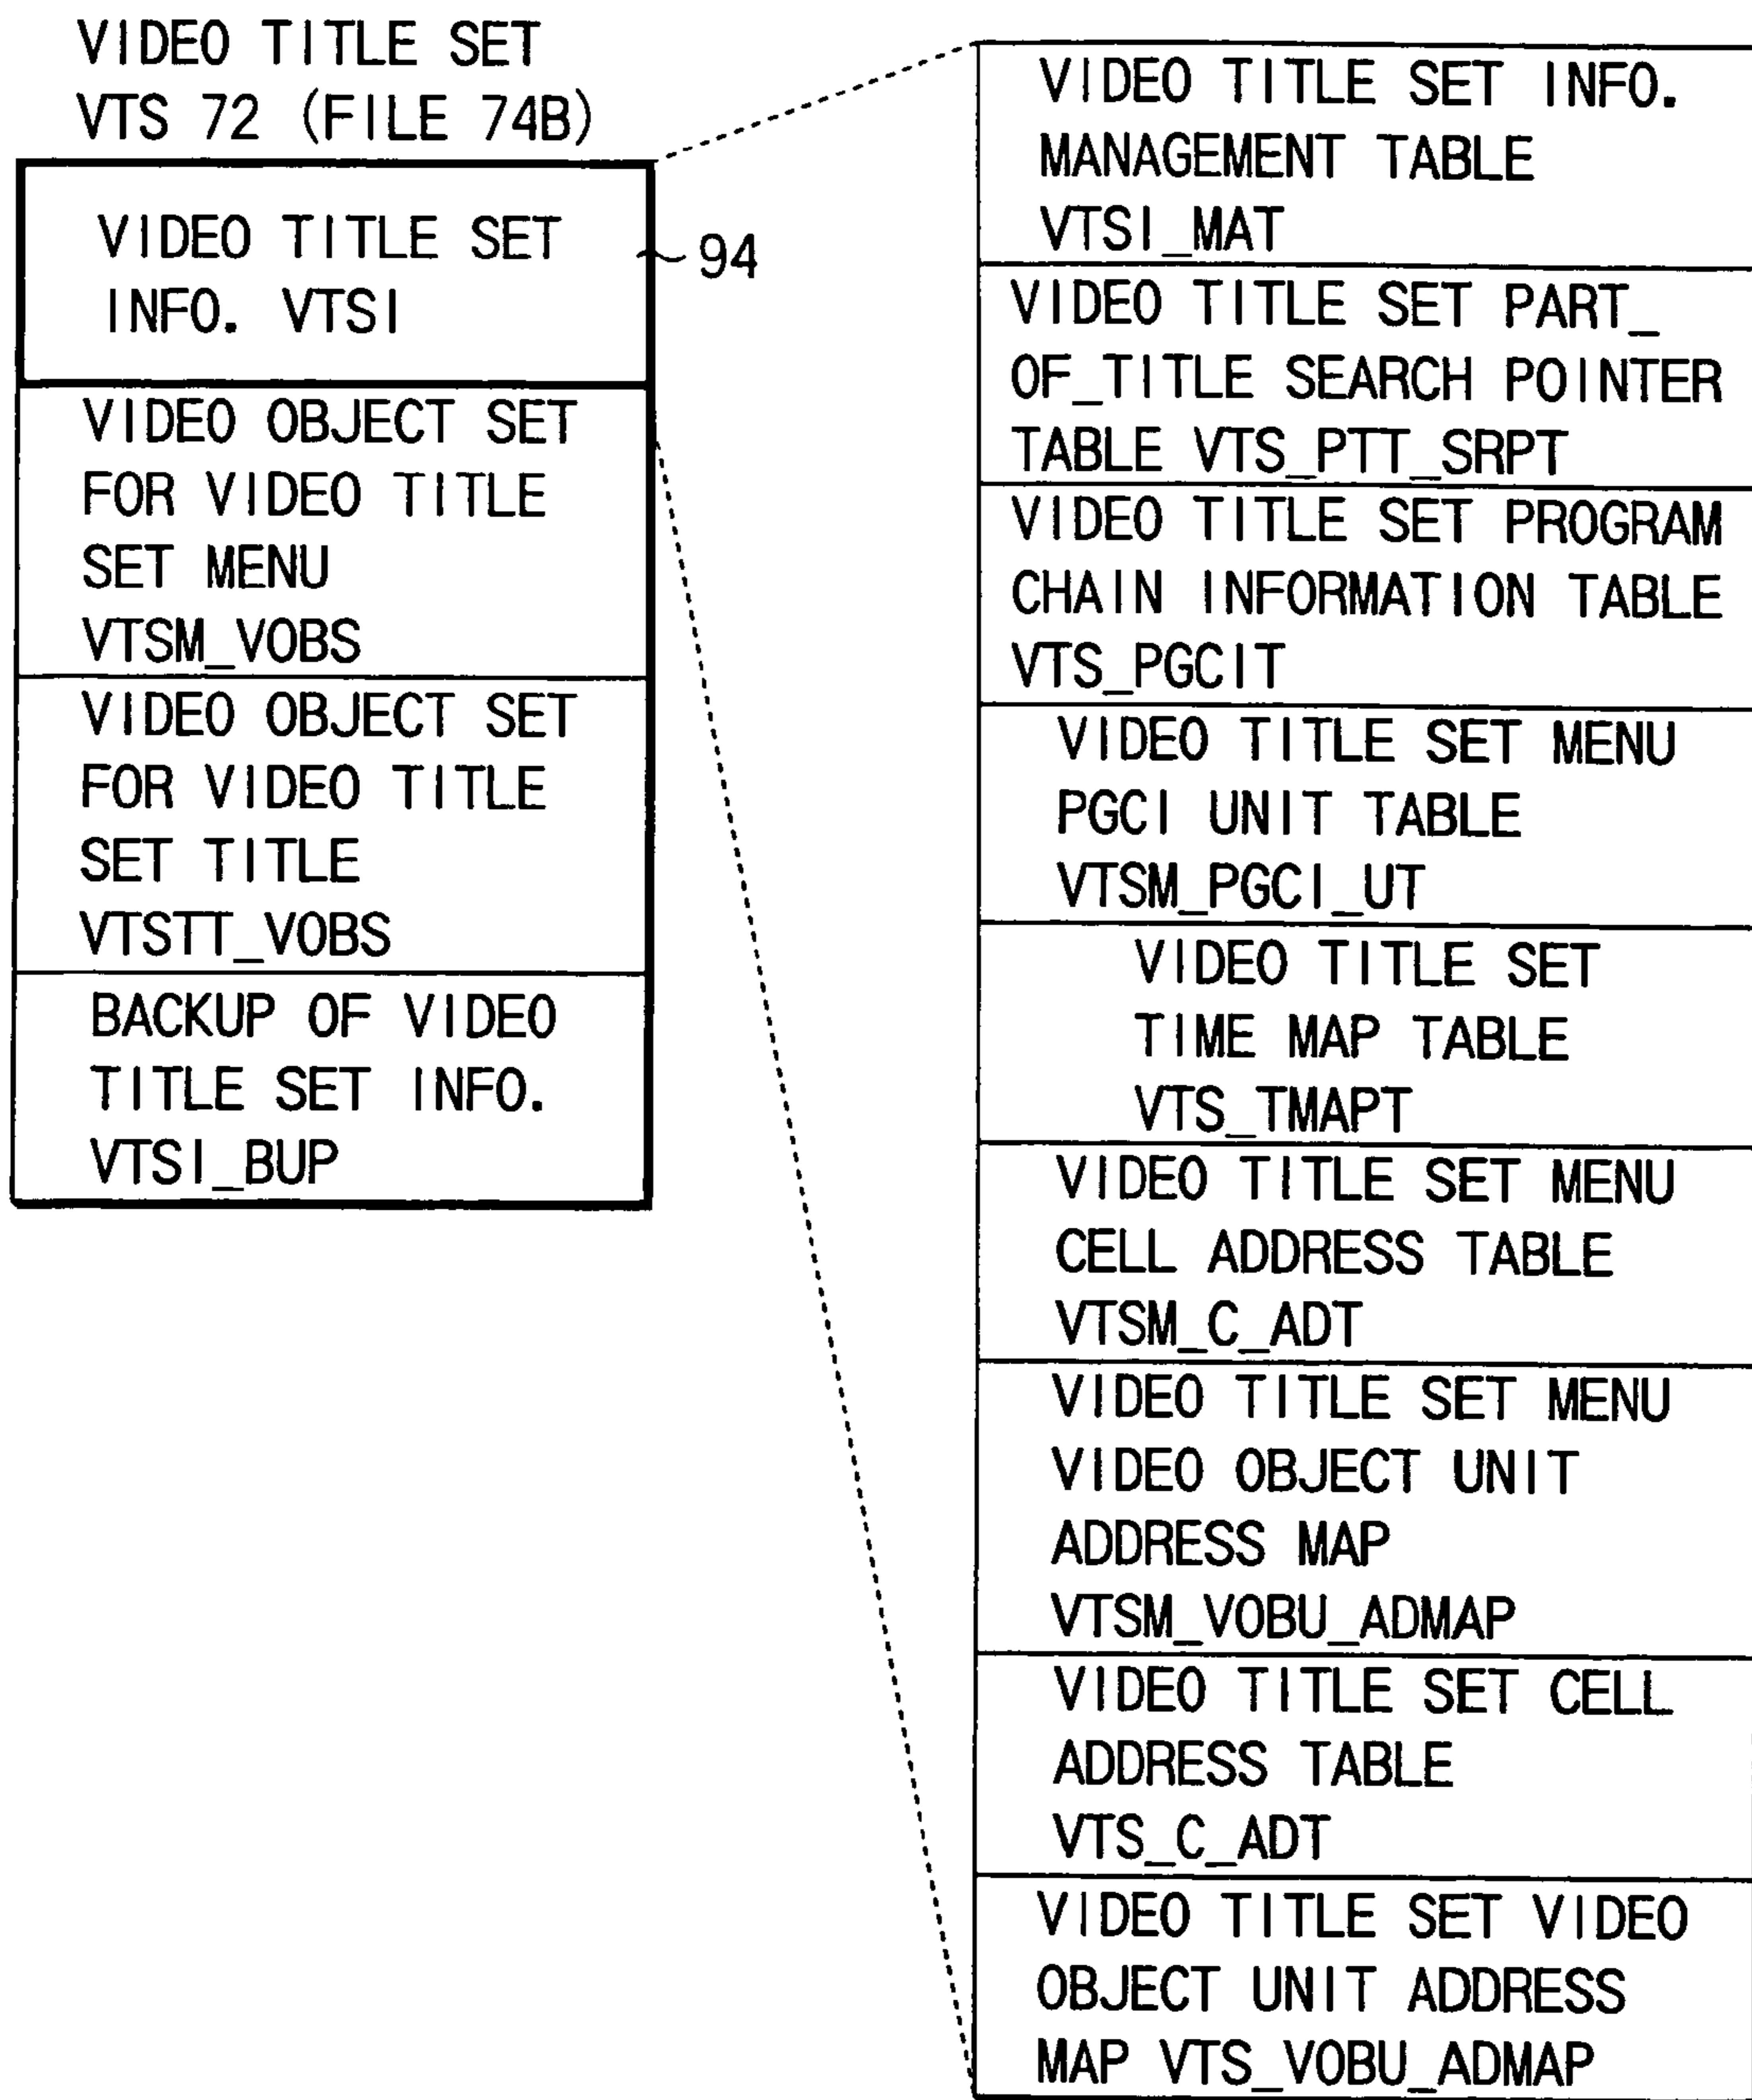 VIDEO TITLE SET
VTS 72 (FILE 74B)
VIDEO TITLE SET
INFO. VTSI
94
VIDEO OBJECT SET
FOR VIDEO TITLE
SET MENU
VTSM_VOBS
VIDEO OBJECT SET
FOR VIDEO TITLE
SET TITLE
VTSTT_VOBS
BACKUP OF VIDEO
TITLE SET INFO.
VTSI_BUP
VIDEO TITLE SET INFO.
MANAGEMENT TABLE
VTSI_MAT
VIDEO TITLE SET PART_
OF_TITLE SEARCH POINTER
TABLE VTS_PTT_SRPT
VIDEO TITLE SET PROGRAM
CHAIN INFORMATION TABLE
VTS_PGCIT
VIDEO TITLE SET MENU
PGCI UNIT TABLE
VTSM_PGCI_UT
VIDEO TITLE SET
TIME MAP TABLE
VTS_TMAPT
VIDEO TITLE SET MENU
CELL ADDRESS TABLE
VTSM_C_ADT
VIDEO TITLE SET MENU
VIDEO OBJECT UNIT
ADDRESS MAP
VTSM_VOBU_ADMAP
VIDEO TITLE SET CELL
ADDRESS TABLE
VTS_C_ADT
VIDEO TITLE SET VIDEO
OBJECT UNIT ADDRESS
MAP VTS_VOBU_ADMAP